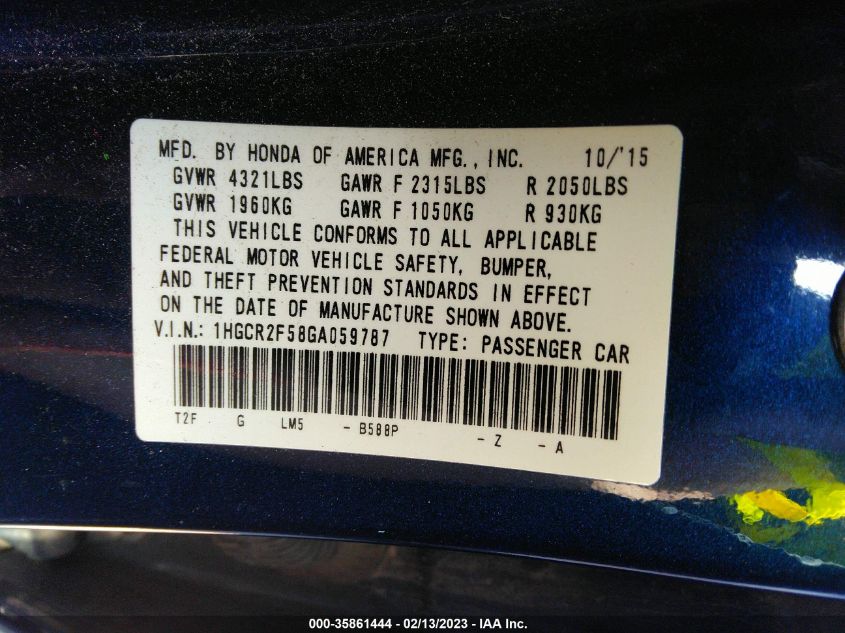 MFD. BY HONDA OF AMERICA MFG., INC. 10/'15
GVWR 4321LBS GAWR F 2315LBS R 2050LBS
GVWR 1960KG GAWR F 1050KG R 930KG
THIS VEHICLE CONFORMS TO ALL APPLICABLE
FEDERAL MOTOR VEHICLE SAFETY, BUMPER,
AND THEFT PREVENTION STANDARDS IN EFFECT
ON THE DATE OF MANUFACTURE SHOWN ABOVE.
V.I.N.: 1HGCR2F58GA059787 TYPE: PASSENGER CAR
T2F G LM5 - B588P - Z - A
000-35861444 - 02/13/2023 - IAA Inc.